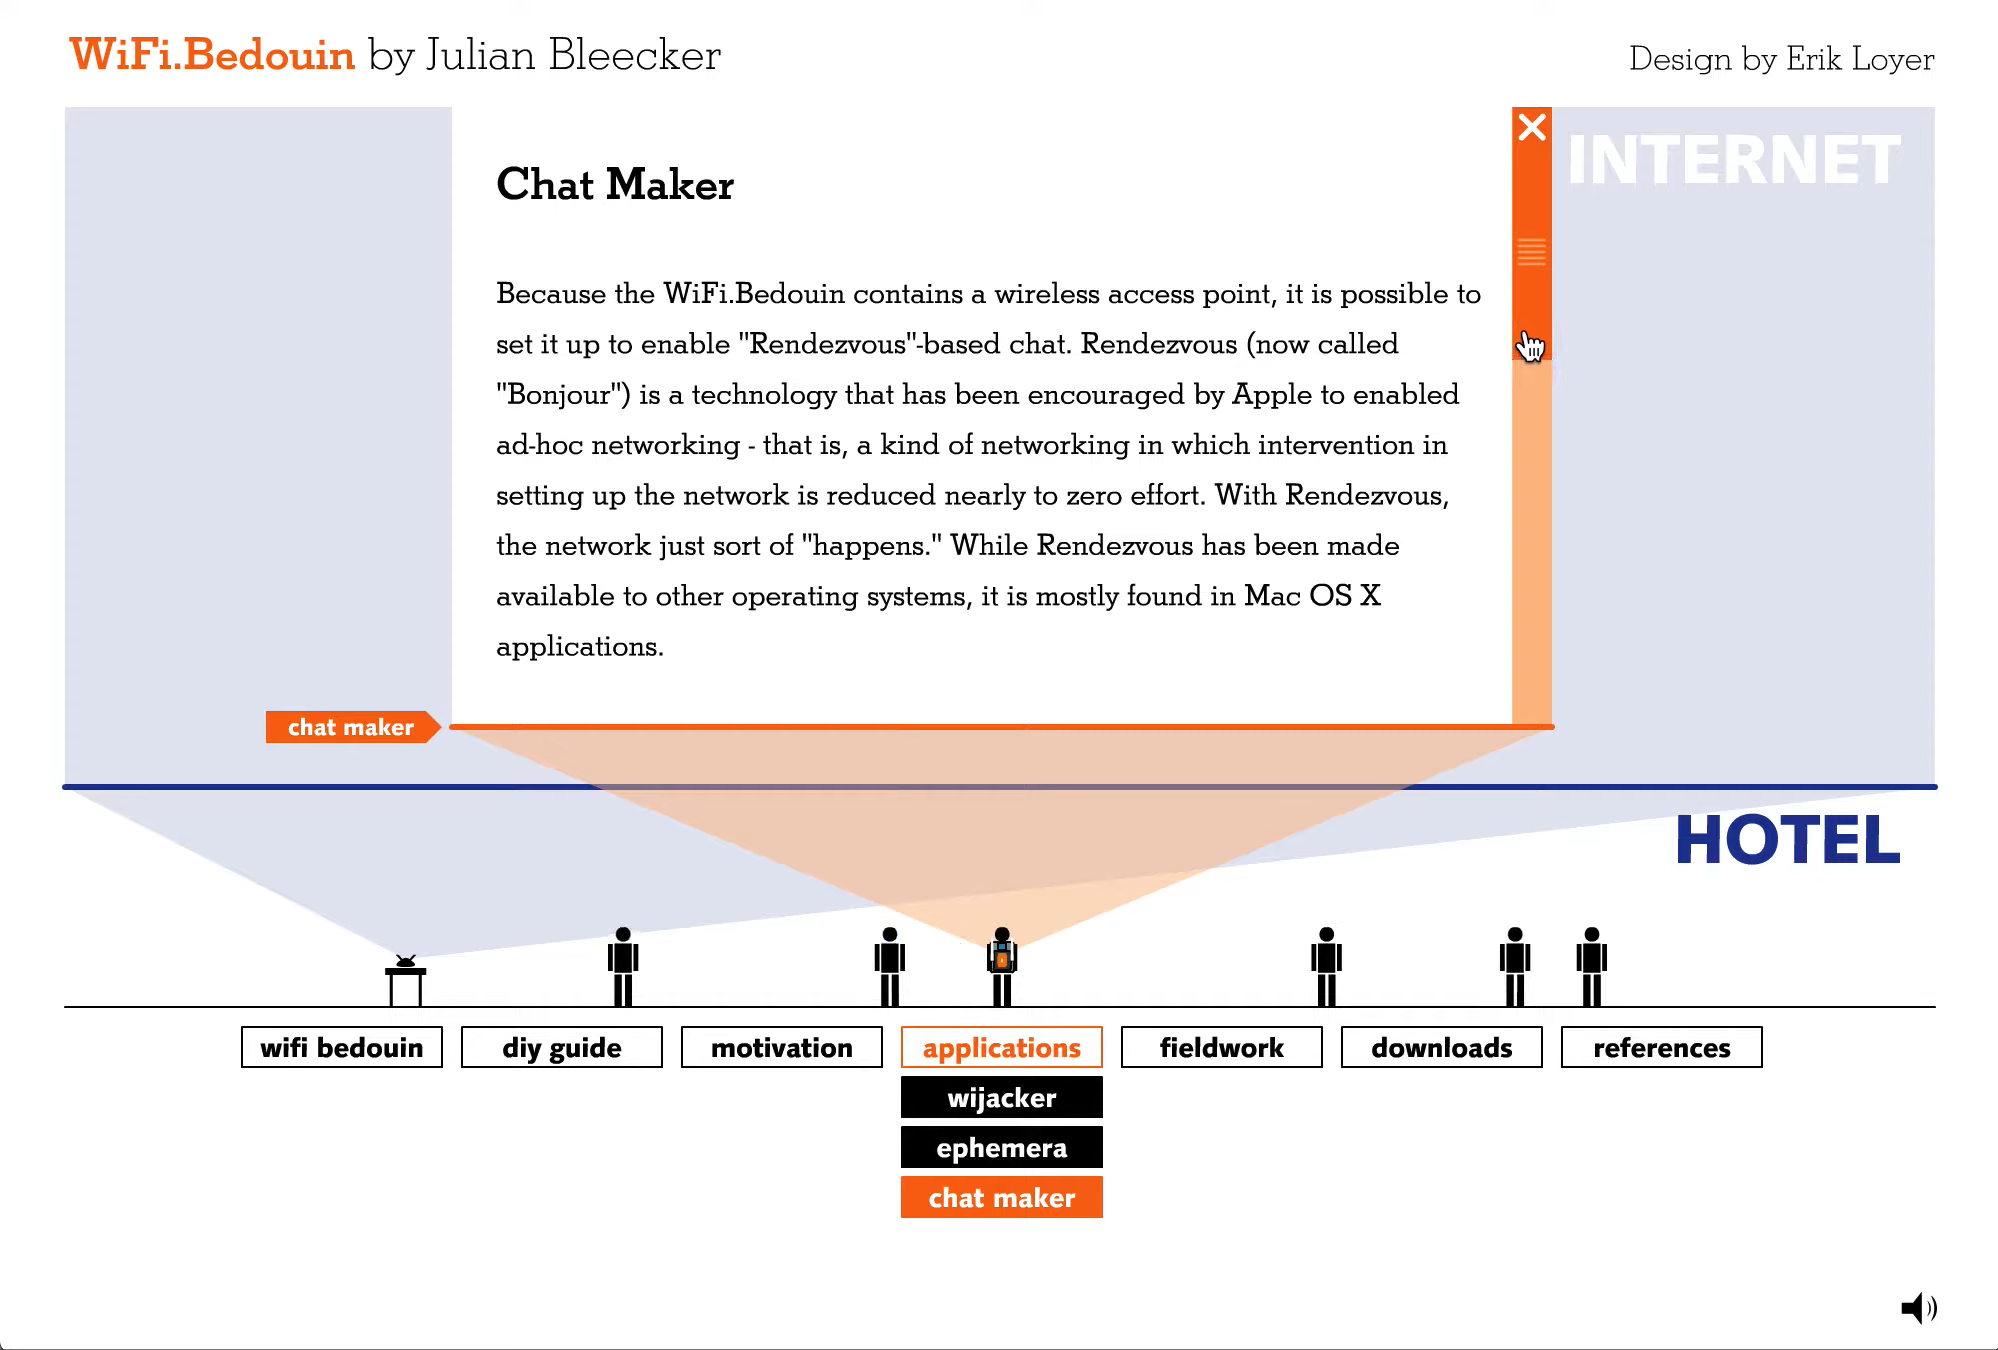 WiFi.Bedouin by Julian Bleecker
Design by Erik Loyer
INTERNET
Chat Maker
Because the WiFi.Bedouin contains a wireless access point, it is possible to
set it up to enable "Rendezvous"-based chat. Rendezvous (now called
"Bonjour") is a technology that has been encouraged by Apple to enabled
ad-hoc networking - that is, a kind of networking in which intervention in
setting up the network is reduced nearly to zero effort. With Rendezvous,
the network just sort of "happens." While Rendezvous has been made
available to other operating systems, it is mostly found in Mac OS X
applications.
chat maker
HOTEL
wifi bedouin
diy guide
motivation
applications
fieldwork
downloads
references
wijacker
ephemera
chat maker